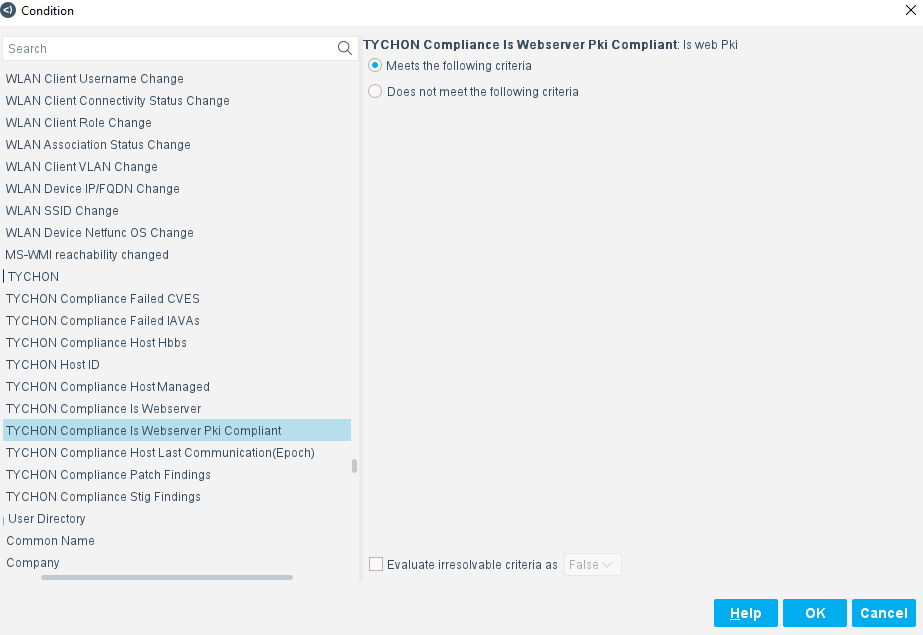 Condition
Search
WLAN Client Username Change
WLAN Client Connectivity Status Change
WLAN Client Role Change
WLAN Association Status Change
WLAN Client VLAN Change
WLAN Device IP/FQDN Change
WLAN SSID Change
WLAN Device Netfunc OS Change
MS-WMI reachability changed
TYCHON
TYCHON Compliance Failed CVES
TYCHON Compliance Failed IAVAs
TYCHON Compliance Host Hbbs
TYCHON Host ID
TYCHON Compliance Host Managed
TYCHON Compliance Is Webserver
TYCHON Compliance Is Webserver Pki Compliant
TYCHON Compliance Host Last Communication(Epoch)
TYCHON Compliance Patch Findings
TYCHON Compliance Stig Findings
User Directory
Common Name
Company
TYCHON Compliance Is Webserver Pki Compliant: Is web Pki
Meets the following criteria
Does not meet the following criteria
Evaluate irresolvable criteria as False
Help OK Cancel